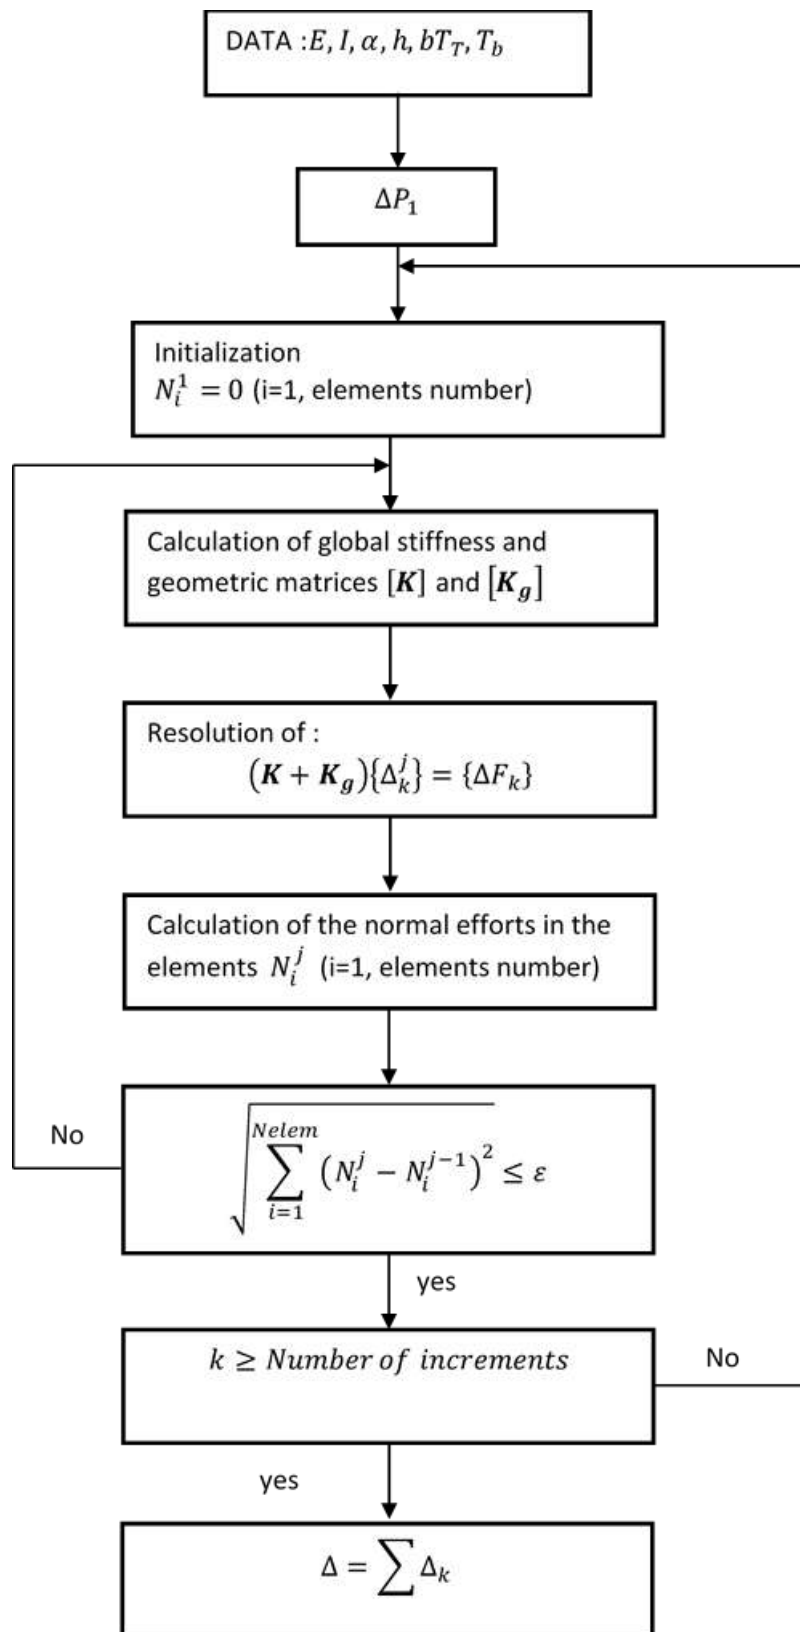 DATA :E, I, α, h, bT_T, T_b
ΔP_1
Initialization
N_i^1 = 0 (i=1, elements number)
Calculation of global stiffness and
geometric matrices [K] and [K_g]
Resolution of :
(K + K_g){Δ_k^j} = {ΔF_k}
Calculation of the normal efforts in the
elements N_i^j (i=1, elements number)
No
√(∑_{i=1}^{Nelem} (N_i^j − N_i^{j−1})^2) ≤ ε
yes
k ≥ Number of increments
No
yes
Δ = ∑ Δ_k